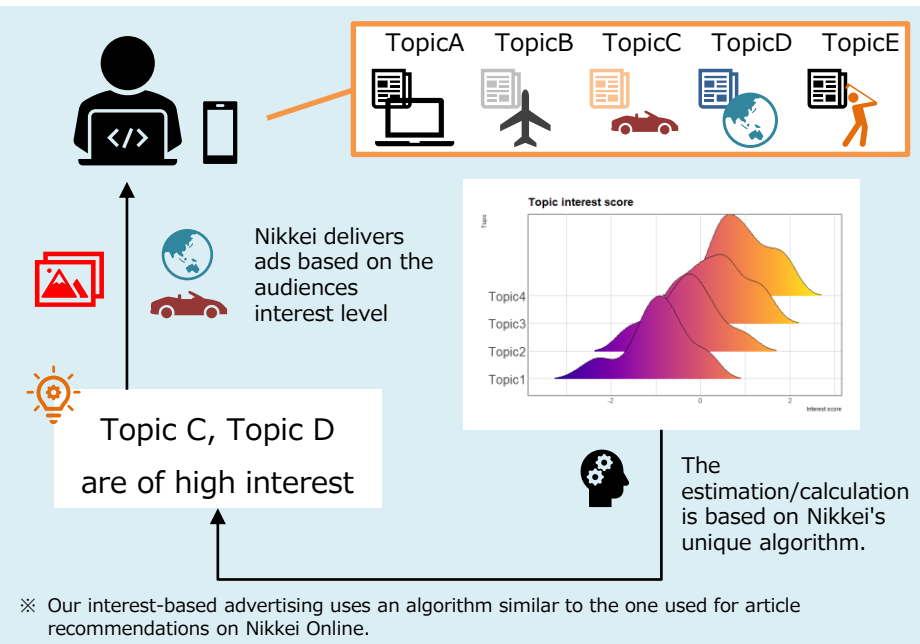 TopicA TopicB TopicC TopicD TopicE
</>
Nikkei delivers
ads based on the
audiences
interest level
Topic interest score
Topic
Topic4
Topic3
Topic2
Topic1
-2 0 2
Interest score
Topic C, Topic D
are of high interest
The
estimation/calculation
is based on Nikkei's
unique algorithm.
※ Our interest-based advertising uses an algorithm similar to the one used for article
recommendations on Nikkei Online.